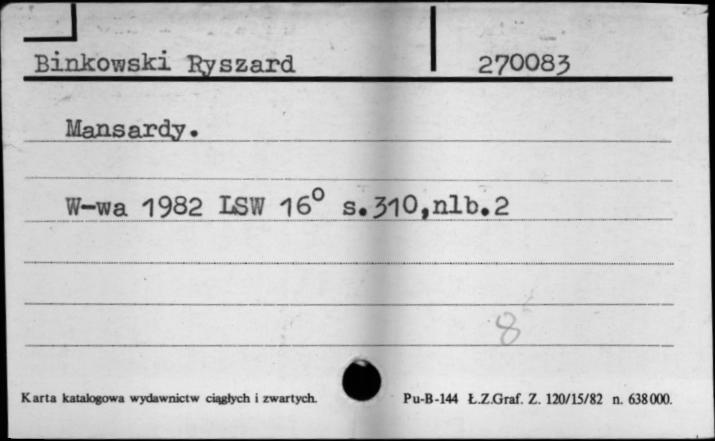 Binkowski Ryszard 270083
Mansardy.
W-wa 1982 LSW 16° s.310,nlb.2
8
Karta katalogowa wydawnictw ciągłych i zwartych. Pu-B-144 Ł.Z.Graf. Z. 120/15/82 n. 638000.